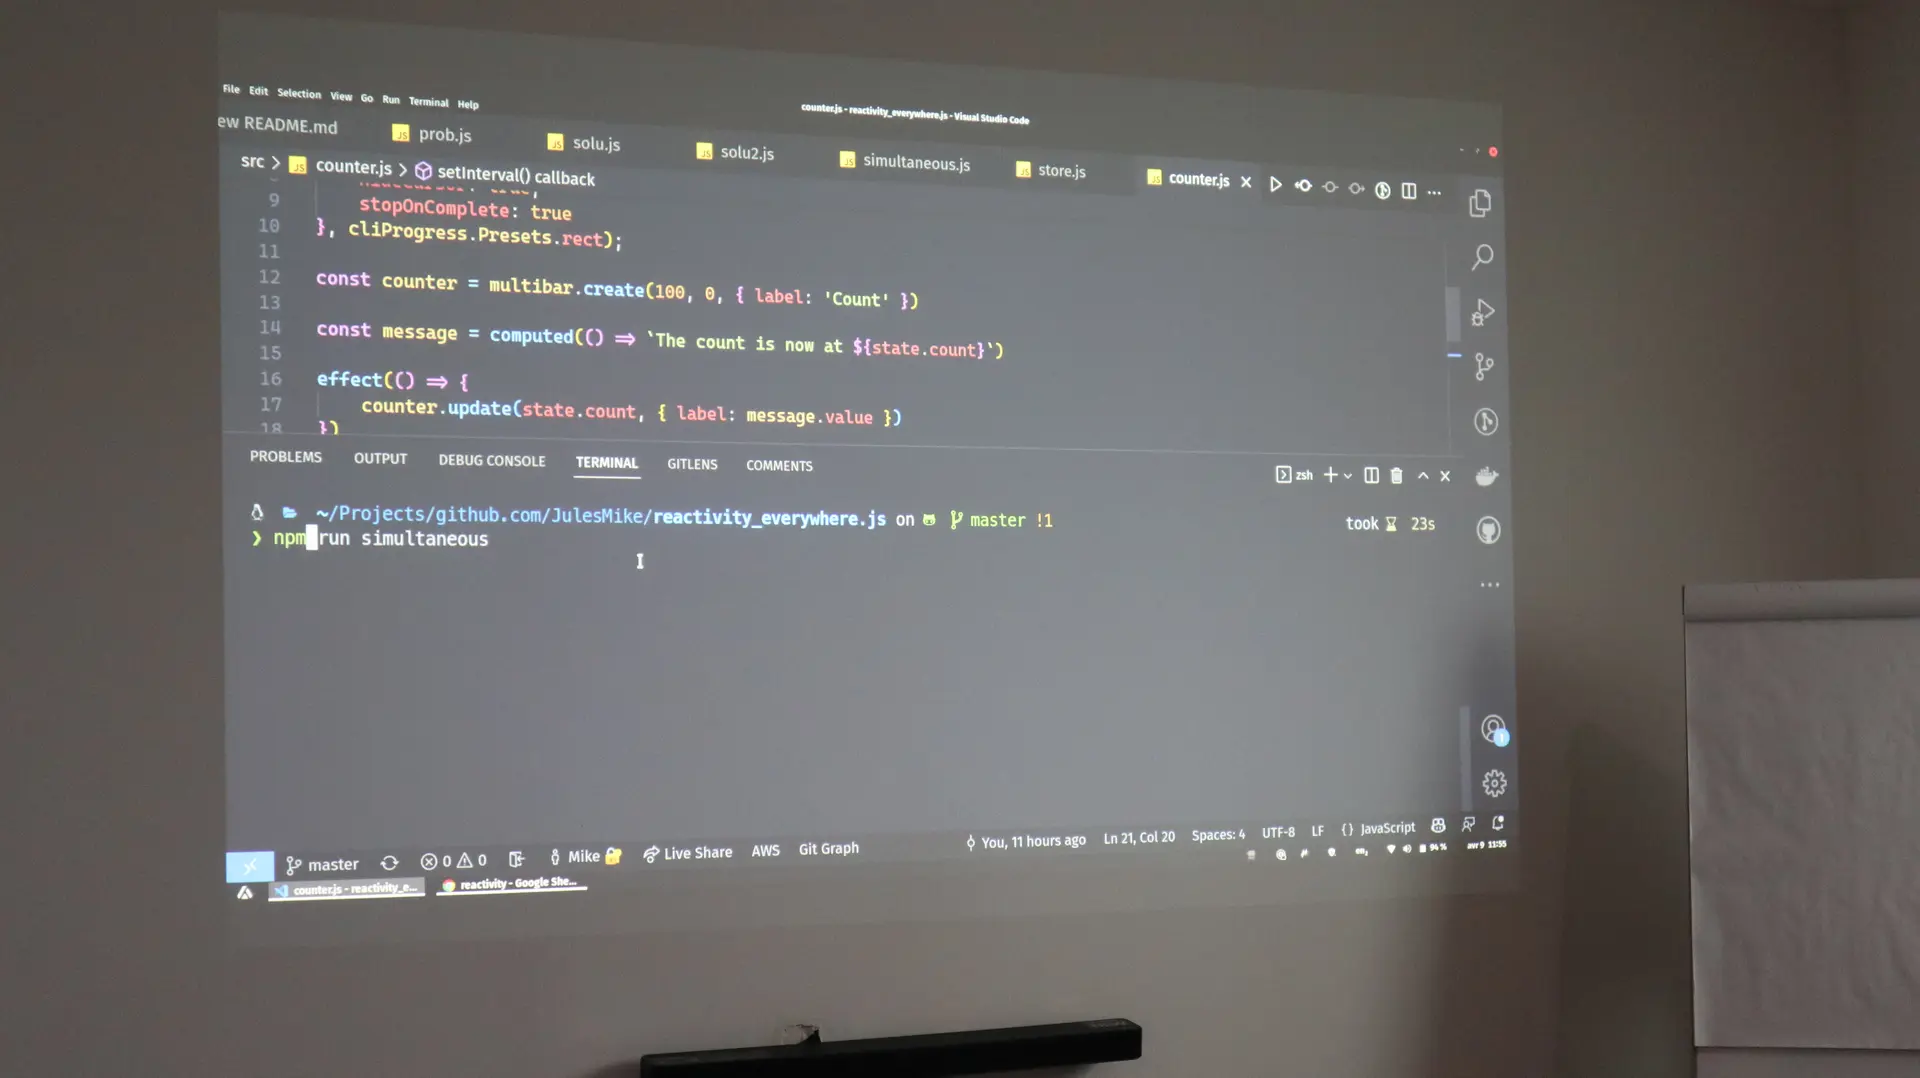 File Edit Selection View Go Run Terminal Help
counter.js - reactivity_everywhere.js - Visual Studio Code
ew README.md prob.js solu.js solu2.js simultaneous.js store.js counter.js
src > counter.js > setInterval() callback
9 stopOnComplete: true
10 }, cliProgress.Presets.rect);
11
12 const counter = multibar.create(100, 0, { label: 'Count' })
13
14 const message = computed(() => `The count is now at ${state.count}`)
15
16 effect(() => {
17 counter.update(state.count, { label: message.value })
18 })
PROBLEMS OUTPUT DEBUG CONSOLE TERMINAL GITLENS COMMENTS
zsh
~/Projects/github.com/JulesMike/reactivity_everywhere.js on master !1 took 23s
❯ npm run simultaneous
master 0 0 Mike Live Share AWS Git Graph You, 11 hours ago Ln 21, Col 20 Spaces: 4 UTF-8 LF {} JavaScript
counter.js - reactivity_e... reactivity - Google She... 94% avr 9 11:55